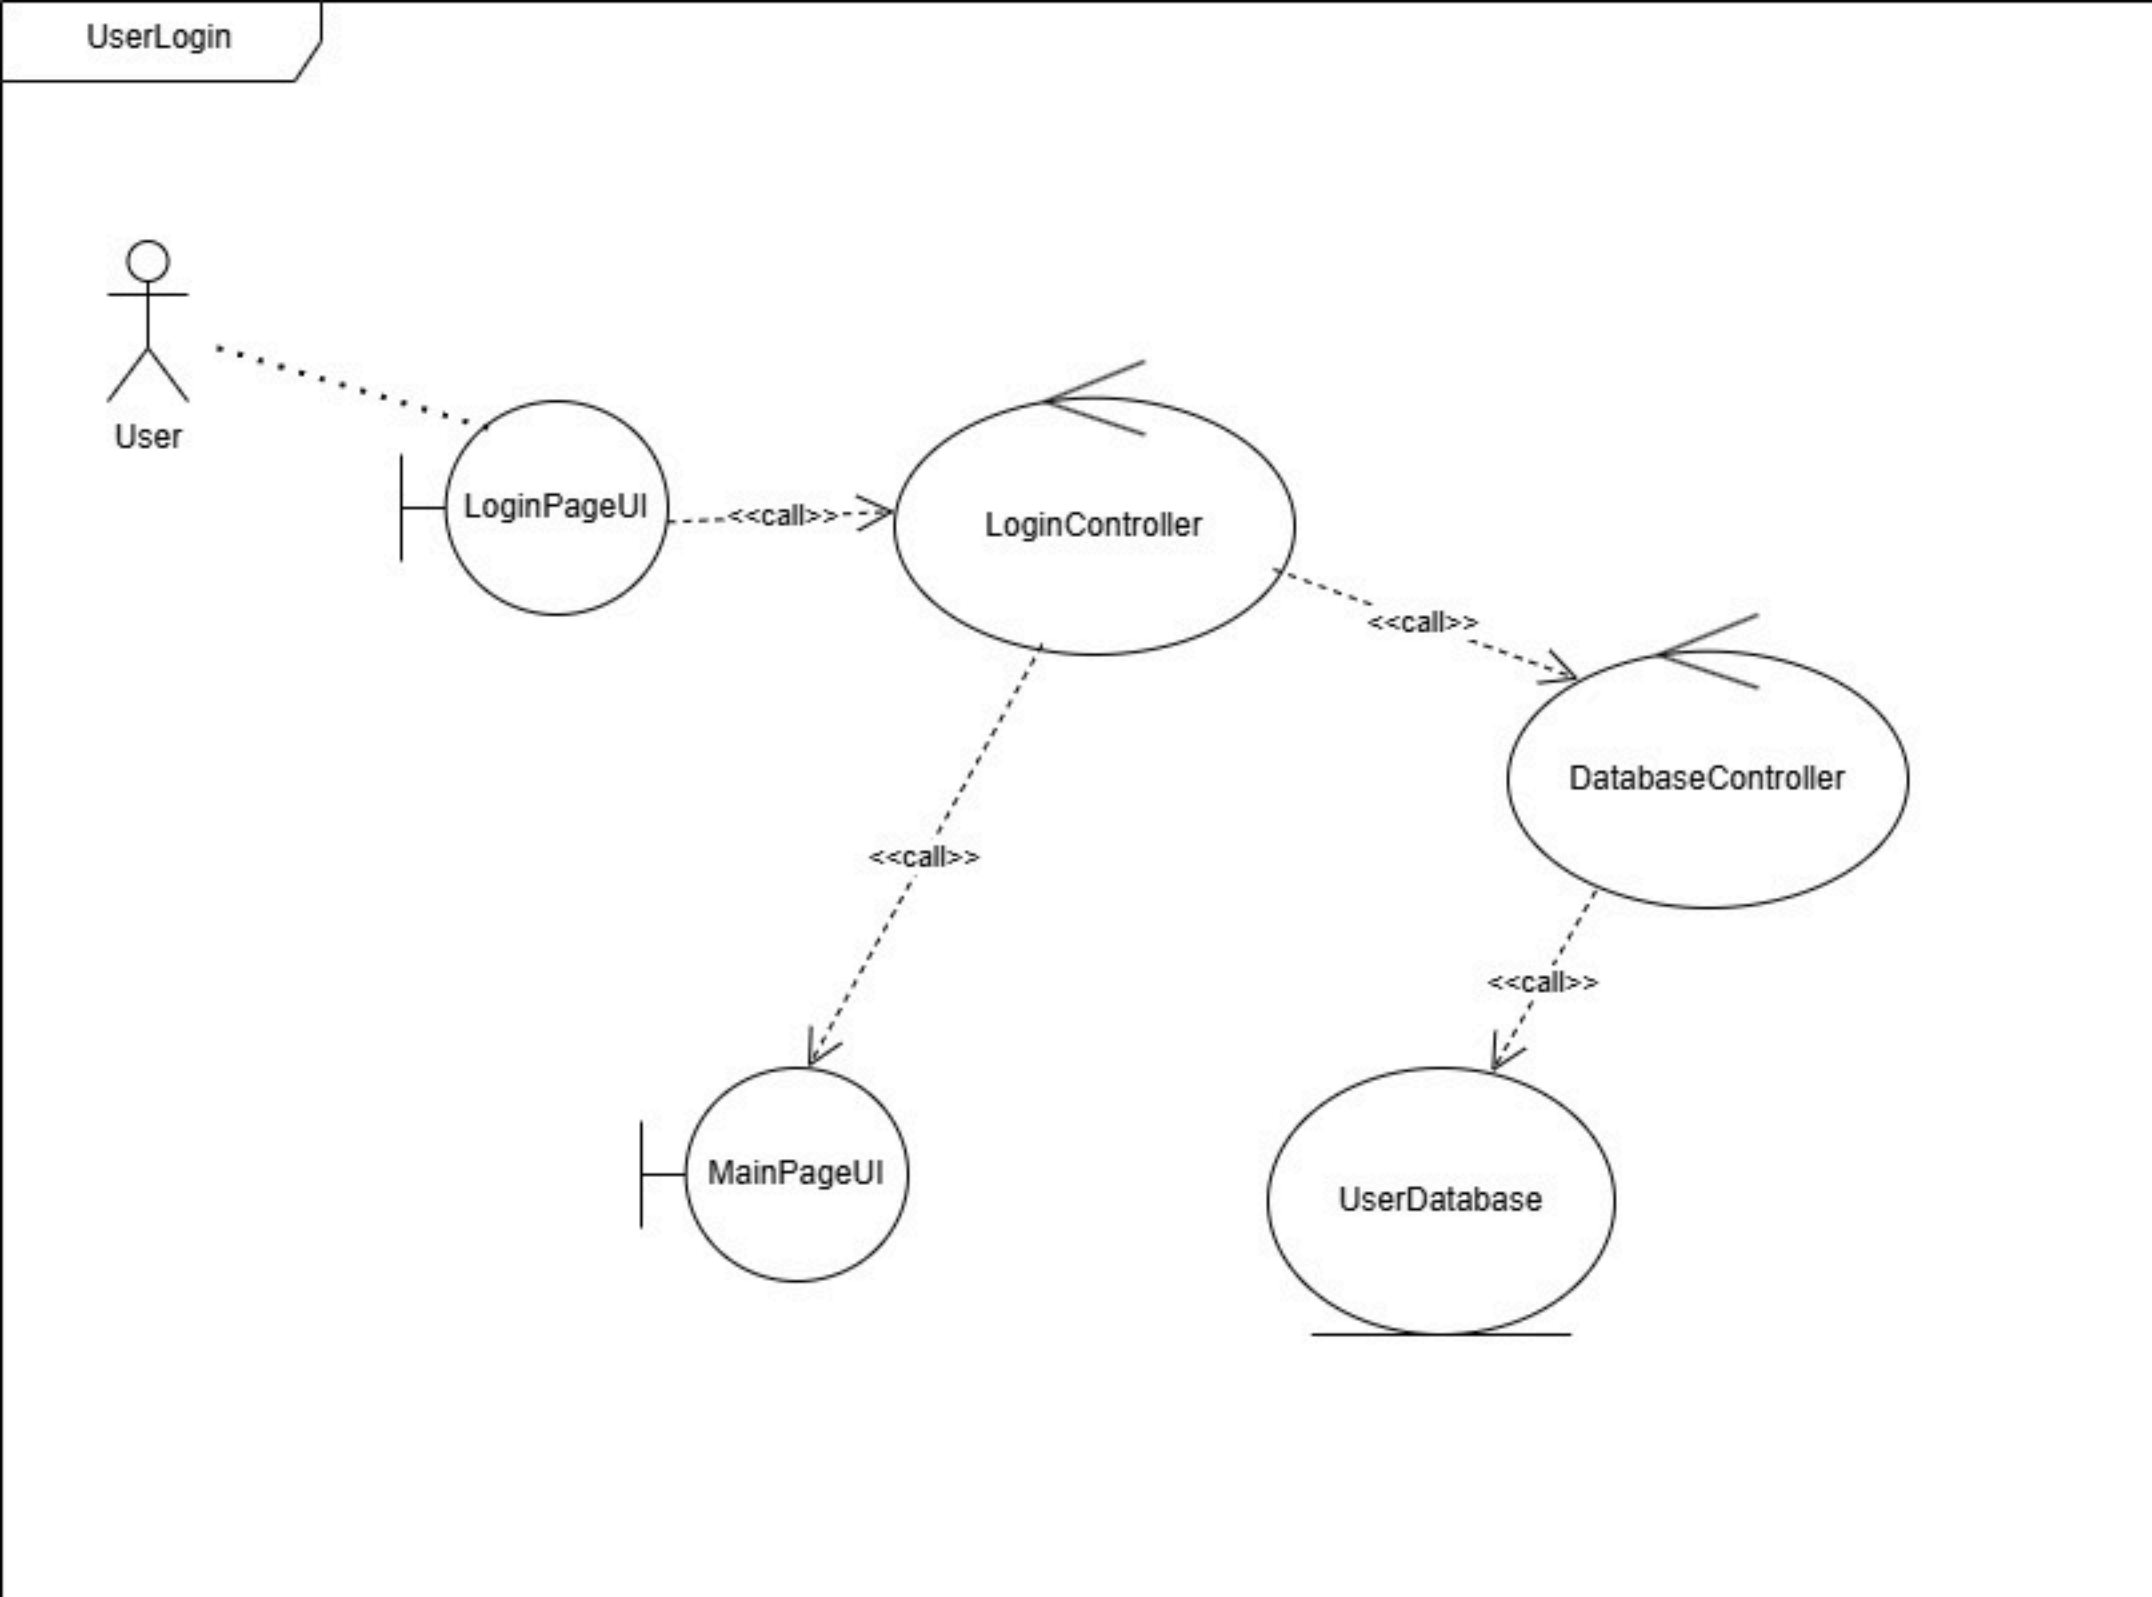 UserLogin
User
LoginPageUI
<<call>>
LoginController
<<call>>
DatabaseController
<<call>>
<<call>>
MainPageUI
UserDatabase